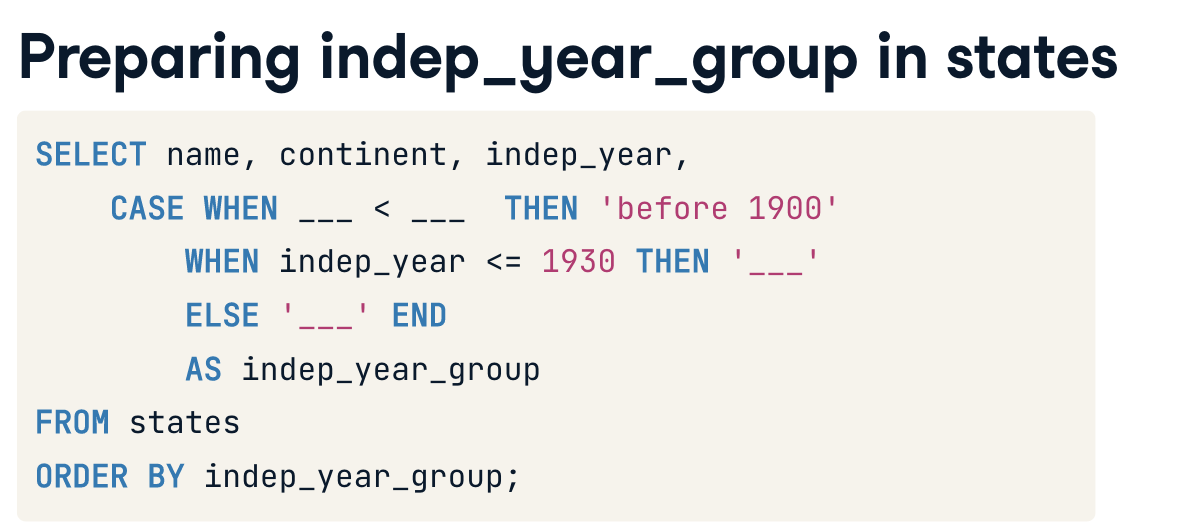 Preparing indep_year_group in states
SELECT name, continent, indep_year,
    CASE WHEN ___ < ___  THEN 'before 1900'
        WHEN indep_year <= 1930 THEN '___'
        ELSE '___' END
        AS indep_year_group
FROM states
ORDER BY indep_year_group;